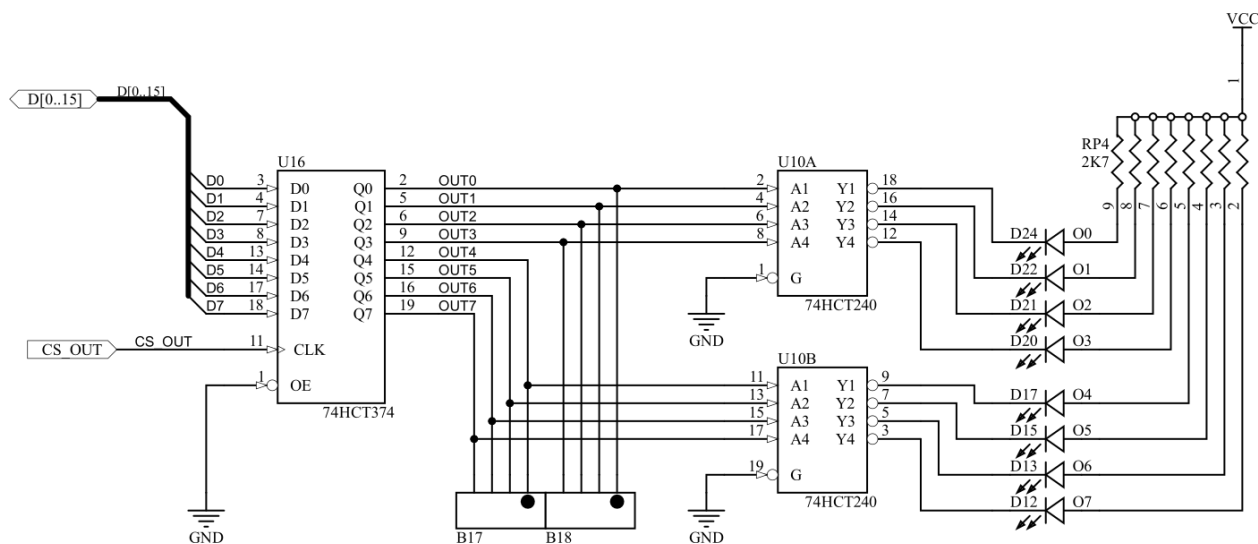 VCC
D[0..15]
D[0..15]
1
RP4
2K7
U16
U10A
D0 3 D0 Q0 2 OUT0 2 A1 Y1 18
D1 4 D1 Q1 5 OUT1 4 A2 Y2 16
D2 7 D2 Q2 6 OUT2 6 A3 Y3 14
D3 8 D3 Q3 9 OUT3 8 A4 Y4 12
D4 13 D4 Q4 12 OUT4
D5 14 D5 Q5 15 OUT5 1 G
D6 17 D6 Q6 16 OUT6
D7 18 D7 Q7 19 OUT7 74HCT240
9 8 7 6 5 4 3 2
D24 O0
D22 O1
D21 O2
D20 O3
GND
CS_OUT CS_OUT 11 CLK
1 OE
74HCT374
U10B
11 A1 Y1 9
13 A2 Y2 7
15 A3 Y3 5
17 A4 Y4 3
19 G
74HCT240
D17 O4
D15 O5
D13 O6
D12 O7
GND
B17 B18
GND